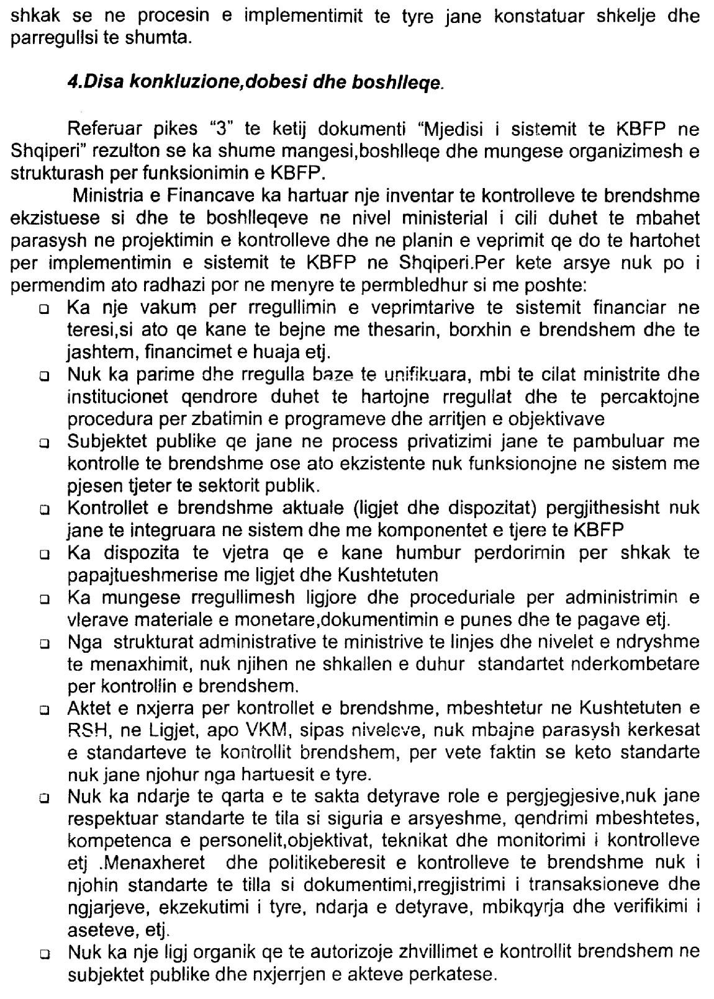 shkak se ne procesin e implementimit te tyre jane konstatuar shkelje dhe
parregullsi te shumta.
4.Disa konkluzione,dobesi dhe boshlleqe.
Referuar pikes “3” te ketij dokumenti “Mjedisi i sistemit te KBFP ne
Shqiperi” rezulton se ka shume mangesi,boshlleqe dhe mungese organizimesh e
strukturash per funksionimin e KBFP.
Ministria e Financave ka hartuar nje inventar te kontrolleve te brendshme
ekzistuese si dhe te boshlleqeve ne nivel ministerial i cili duhet te mbahet
parasysh ne projektimin e kontrolleve dhe ne planin e veprimit qe do te hartohet
per implementimin e sistemit te KBFP ne Shqiperi.Per kete arsye nuk po i
permendim ato radhazi por ne menyre te permbledhur si me poshte:
□ Ka nje vakum per rregullimin e veprimtarive te sistemit financiar ne
teresi,si ato qe kane te bejne me thesarin, borxhin e brendshem dhe te
jashtem, financimet e huaja etj.
□ Nuk ka parime dhe rregulla baze te unifikuara, mbi te cilat ministrite dhe
institucionet qendrore duhet te hartojne rregullat dhe te percaktojne
procedura per zbatimin e programeve dhe arritjen e objektivave
□ Subjektet publike qe jane ne process privatizimi jane te pambuluar me
kontrolle te brendshme ose ato ekzistente nuk funksionojne ne sistem me
pjesen tjeter te sektorit publik.
□ Kontrollet e brendshme aktuale (ligjet dhe dispozitat) pergjithesisht nuk
jane te integruara ne sistem dhe me komponentet e tjere te KBFP
□ Ka dispozita te vjetra qe e kane humbur perdorimin per shkak te
papajtueshmerise me ligjet dhe Kushtetuten
□ Ka mungese rregullimesh ligjore dhe proceduriale per administrimin e
vlerave materiale e monetare,dokumentimin e punes dhe te pagave etj.
□ Nga strukturat administrative te ministrive te linjes dhe nivelet e ndryshme
te menaxhimit, nuk njihen ne shkallen e duhur standartet nderkombetare
per kontrollin e brendshem.
□ Aktet e nxjerra per kontrollet e brendshme, mbeshtetur ne Kushtetuten e
RSH, ne Ligjet, apo VKM, sipas niveleve, nuk mbajne parasysh kerkesat
e standarteve te kontrollit brendshem, per vete faktin se keto standarte
nuk jane njohur nga hartuesit e tyre.
□ Nuk ka ndarje te qarta e te sakta detyrave role e pergjegjesive,nuk jane
respektuar standarte te tila si siguria e arsyeshme, qendrimi mbeshtetes,
kompetenca e personelit,objektivat, teknikat dhe monitorimi i kontrolleve
etj .Menaxheret dhe politikeberesit e kontrolleve te brendshme nuk i
njohin standarte te tilla si dokumentimi,rregjistrimi i transaksioneve dhe
ngjarjeve, ekzekutimi i tyre, ndarja e detyrave, mbikqyrja dhe verifikimi i
aseteve, etj.
□ Nuk ka nje ligj organik qe te autorizoje zhvillimet e kontrollit brendshem ne
subjektet publike dhe nxjerrjen e akteve perkatese.